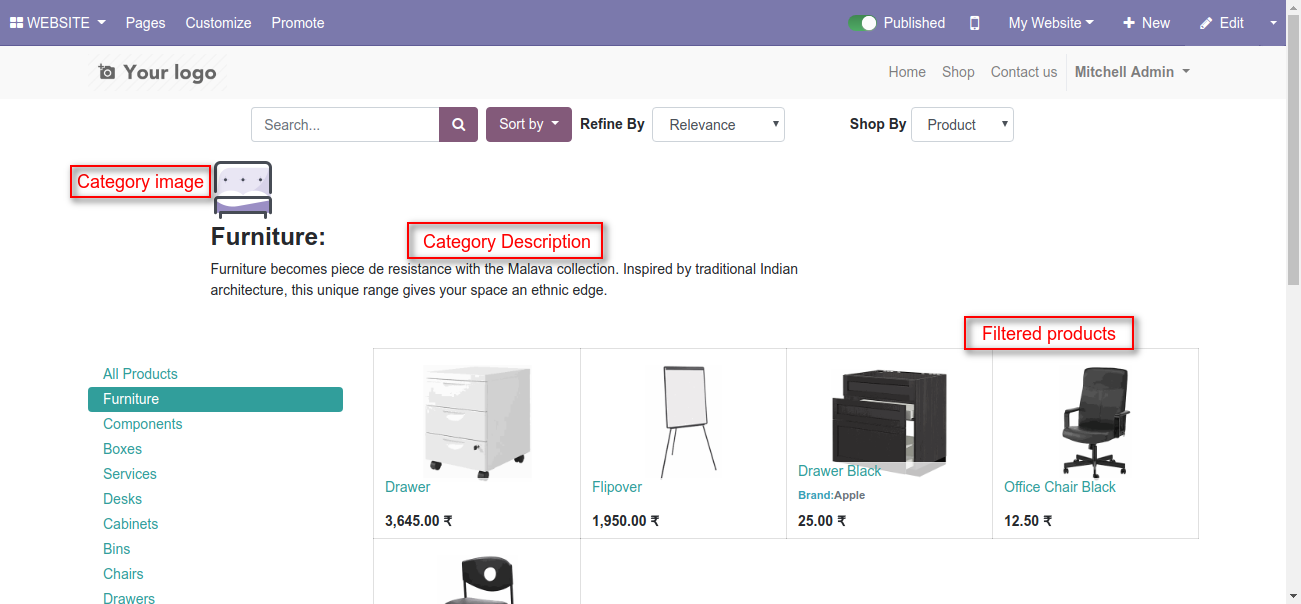 WEBSITE Pages Customize Promote Published My Website New Edit
Your logo Home Shop Contact us Mitchell Admin
Search... Sort by Refine By Relevance Shop By Product
Category image
Furniture:
Category Description
Furniture becomes piece de resistance with the Malava collection. Inspired by traditional Indian
architecture, this unique range gives your space an ethnic edge.
Filtered products
All Products
Furniture
Components
Boxes
Services
Desks
Cabinets
Bins
Chairs
Drawers
Drawer
3,645.00 ₹
Flipover
1,950.00 ₹
Drawer Black
Brand:Apple
25.00 ₹
Office Chair Black
12.50 ₹